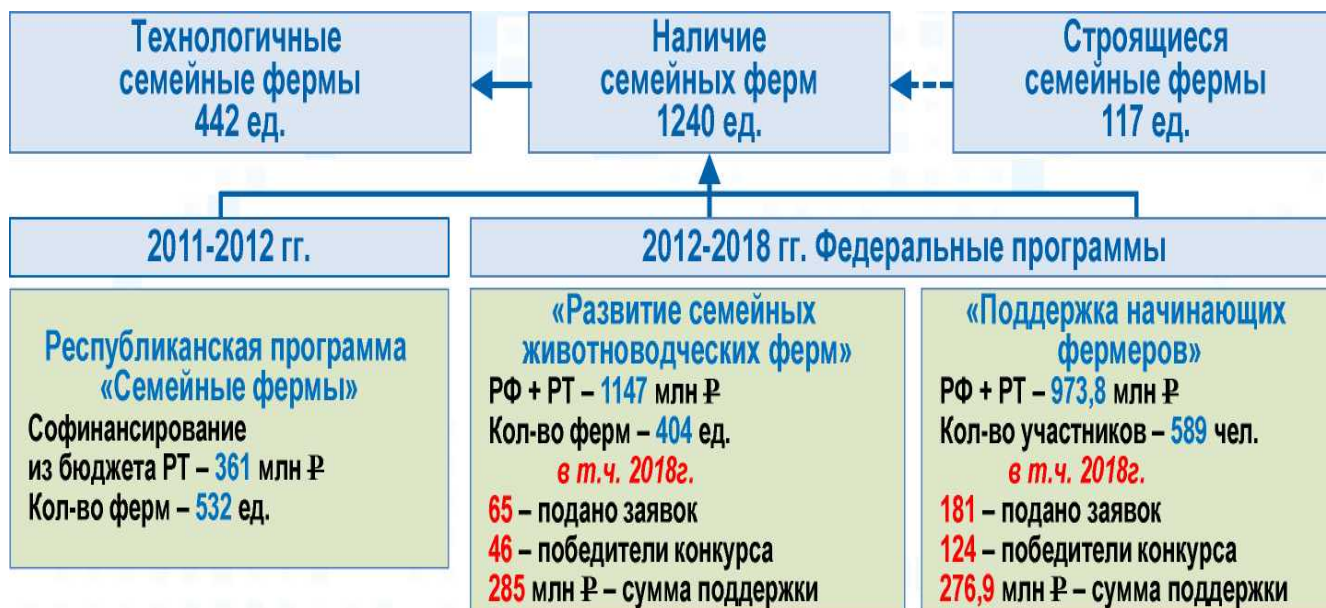 Технологичные
семейные фермы
442 ед.
Наличие
семейных ферм
1240 ед.
Строящиеся
семейные фермы
117 ед.
2011-2012 гг.
2012-2018 гг. Федеральные программы
Республиканская программа
«Семейные фермы»
Софинансирование
из бюджета РТ – 361 млн ₽
Кол-во ферм – 532 ед.
«Развитие семейных
животноводческих ферм»
РФ + РТ – 1147 млн ₽
Кол-во ферм – 404 ед.
в т.ч. 2018г.
65 – подано заявок
46 – победители конкурса
285 млн ₽ – сумма поддержки
«Поддержка начинающих
фермеров»
РФ + РТ – 973,8 млн ₽
Кол-во участников – 589 чел.
в т.ч. 2018г.
181 – подано заявок
124 – победители конкурса
276,9 млн ₽ – сумма поддержки